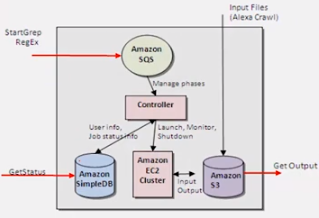 StartGrep
RegEx
Input Files
(Alexa Crawl)
Amazon
SQS
Manage phases
Controller
User info,
Job status info
Launch, Monitor,
Shutdown
GetStatus
Amazon
SimpleDB
Amazon
EC2
Cluster
Input
Output
Amazon
S3
Get Output